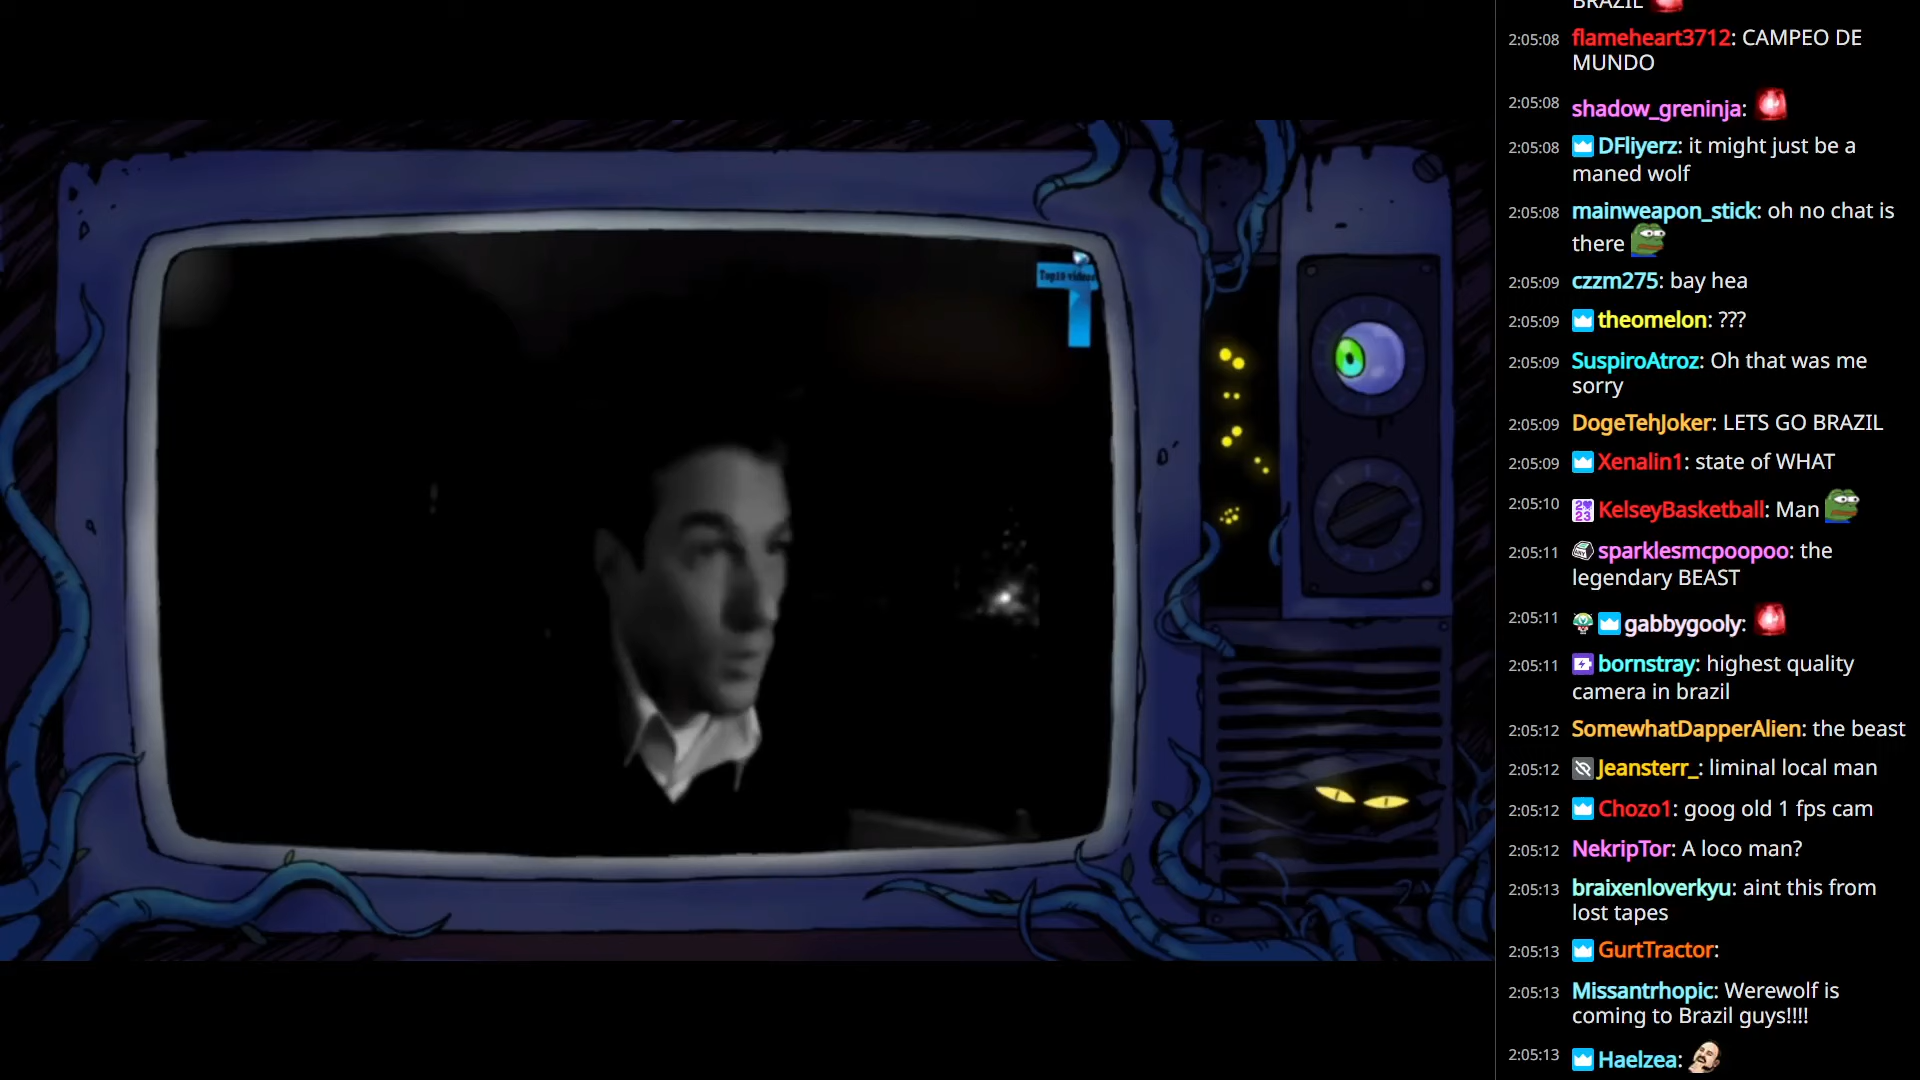 BRAZIL
2:05:08 flameheart3712: CAMPEO DE
MUNDO
2:05:08 shadow_greninja:
2:05:08 DFliyerz: it might just be a
maned wolf
2:05:08 mainweapon_stick: oh no chat is
there
2:05:09 czzm275: bay hea
2:05:09 theomelon: ???
2:05:09 SuspiroAtroz: Oh that was me
sorry
2:05:09 DogeTehJoker: LETS GO BRAZIL
2:05:09 Xenalin1: state of WHAT
2:05:10 KelseyBasketball: Man
2:05:11 sparklesmcpoopoo: the
legendary BEAST
2:05:11 gabbygooly:
2:05:11 bornstray: highest quality
camera in brazil
2:05:12 SomewhatDapperAlien: the beast
2:05:12 Jeansterr_: liminal local man
2:05:12 Chozo1: goog old 1 fps cam
2:05:12 NekripTor: A loco man?
2:05:13 braixenloverkyu: aint this from
lost tapes
2:05:13 GurtTractor:
2:05:13 Missantrhopic: Werewolf is
coming to Brazil guys!!!!
2:05:13 Haelzea:
Top10 videos